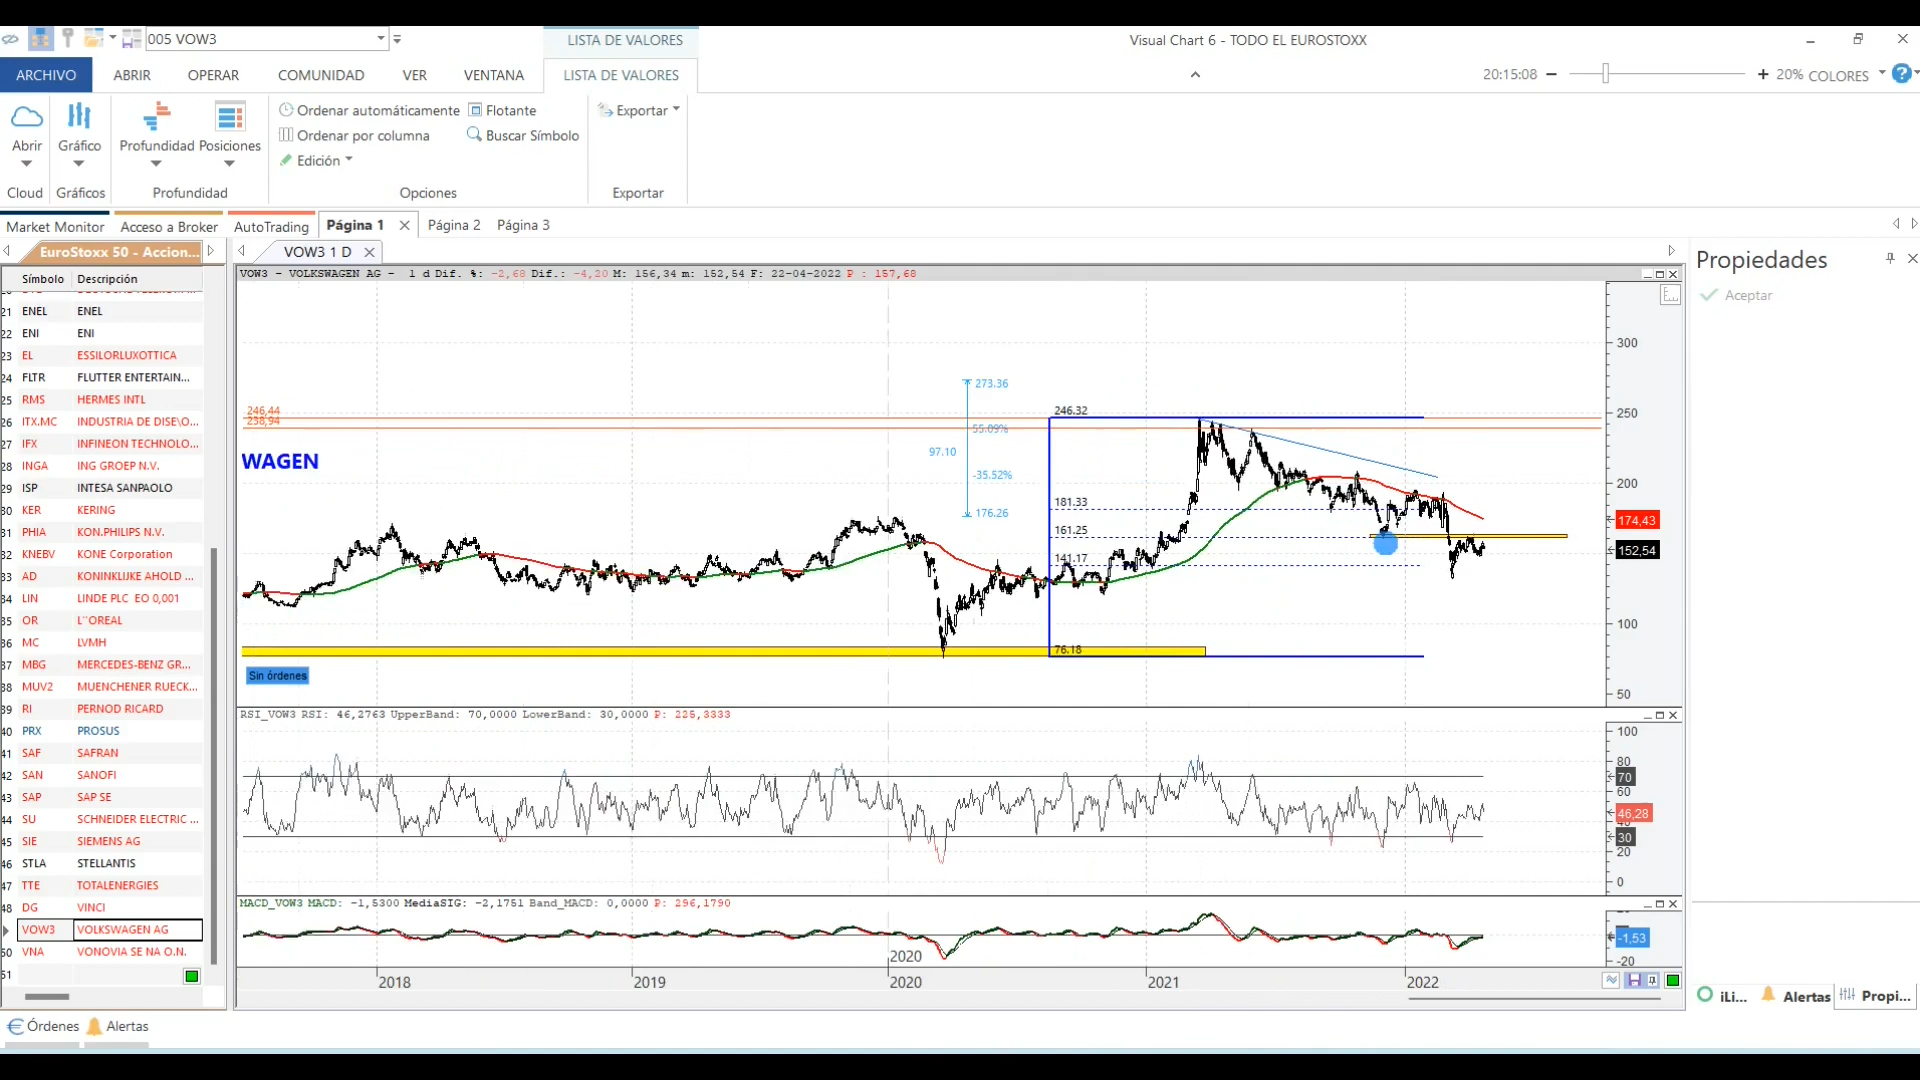 005 VOW3
LISTA DE VALORES
Visual Chart 6 - TODO EL EUROSTOXX
ARCHIVO
ABRIR
OPERAR
COMUNIDAD
VER
VENTANA
LISTA DE VALORES
20:15:08
20% COLORES
Abrir
Gráfico
Profundidad
Posiciones
Ordenar automáticamente
Flotante
Ordenar por columna
Buscar Símbolo
Edición
Exportar
Cloud
Gráficos
Profundidad
Opciones
Exportar
Market Monitor
Acceso a Broker
AutoTrading
Página 1
Página 2
Página 3
EuroStoxx 50 - Accion...
VOW3 1 D
Propiedades
Aceptar
Símbolo Descripción
21 ENEL ENEL
22 ENI ENI
23 EL ESSILORLUXOTTICA
24 FLTR FLUTTER ENTERTAIN...
25 RMS HERMES INTL
26 ITX.MC INDUSTRIA DE DISE\O...
27 IFX INFINEON TECHNOLO...
28 INGA ING GROEP N.V.
29 ISP INTESA SANPAOLO
30 KER KERING
31 PHIA KON.PHILIPS N.V.
32 KNEBV KONE Corporation
33 AD KONINKLIJKE AHOLD ...
34 LIN LINDE PLC EO 0,001
35 OR L´´OREAL
36 MC LVMH
37 MBG MERCEDES-BENZ GR...
38 MUV2 MUENCHENER RUECK...
39 RI PERNOD RICARD
40 PRX PROSUS
41 SAF SAFRAN
42 SAN SANOFI
43 SAP SAP SE
44 SU SCHNEIDER ELECTRIC ...
45 SIE SIEMENS AG
46 STLA STELLANTIS
47 TTE TOTALENERGIES
48 DG VINCI
VOW3 VOLKSWAGEN AG
50 VNA VONOVIA SE NA O.N.
51
VOW3 - VOLKSWAGEN AG - 1 d Dif. %: -2,68 Dif.: -4,20 M: 156,34 m: 152,54 F: 22-04-2022 P : 157,68
300
273.36
246,44
238,94
246.32
250
55.09%
97.10
WAGEN
-35.52%
200
181.33
176.26
174,43
161.25
152,54
141.17
100
76.18
Sin órdenes
50
RSI_VOW3 RSI: 46,2763 UpperBand: 70,0000 LowerBand: 30,0000 P: 225,3333
100
80
70
60
46,28
30
20
0
MACD_VOW3 MACD: -1,5300 MediaSIG: -2,1751 Band_MACD: 0,0000 P: 296,1790
-1,53
-20
2020
2018
2019
2020
2021
2022
iLi...
Alertas
Propi...
Órdenes
Alertas